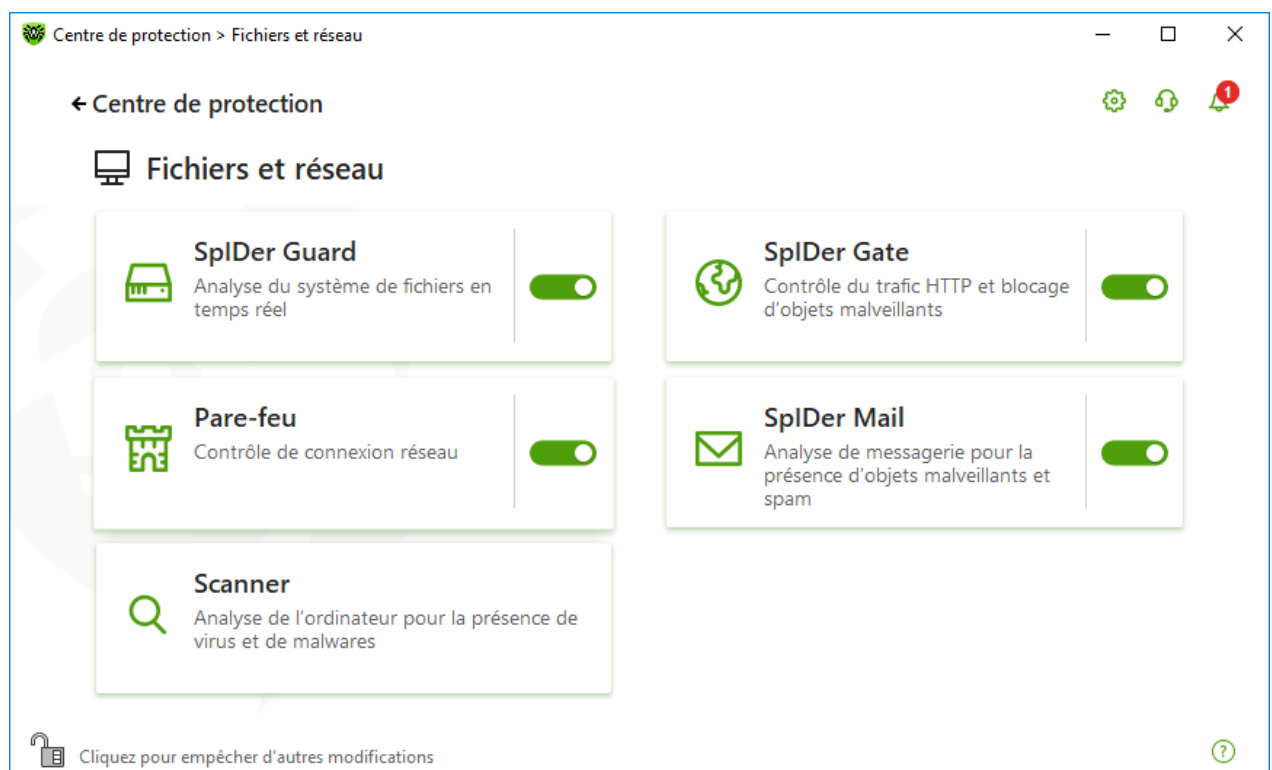 Centre de protection > Fichiers et réseau
Centre de protection
1
Fichiers et réseau
SpIDer Guard
Analyse du système de fichiers en
temps réel
SpIDer Gate
Contrôle du trafic HTTP et blocage
d'objets malveillants
Pare-feu
Contrôle de connexion réseau
SpIDer Mail
Analyse de messagerie pour la
présence d'objets malveillants et
spam
Scanner
Analyse de l'ordinateur pour la présence de
virus et de malwares
Cliquez pour empêcher d'autres modifications
?